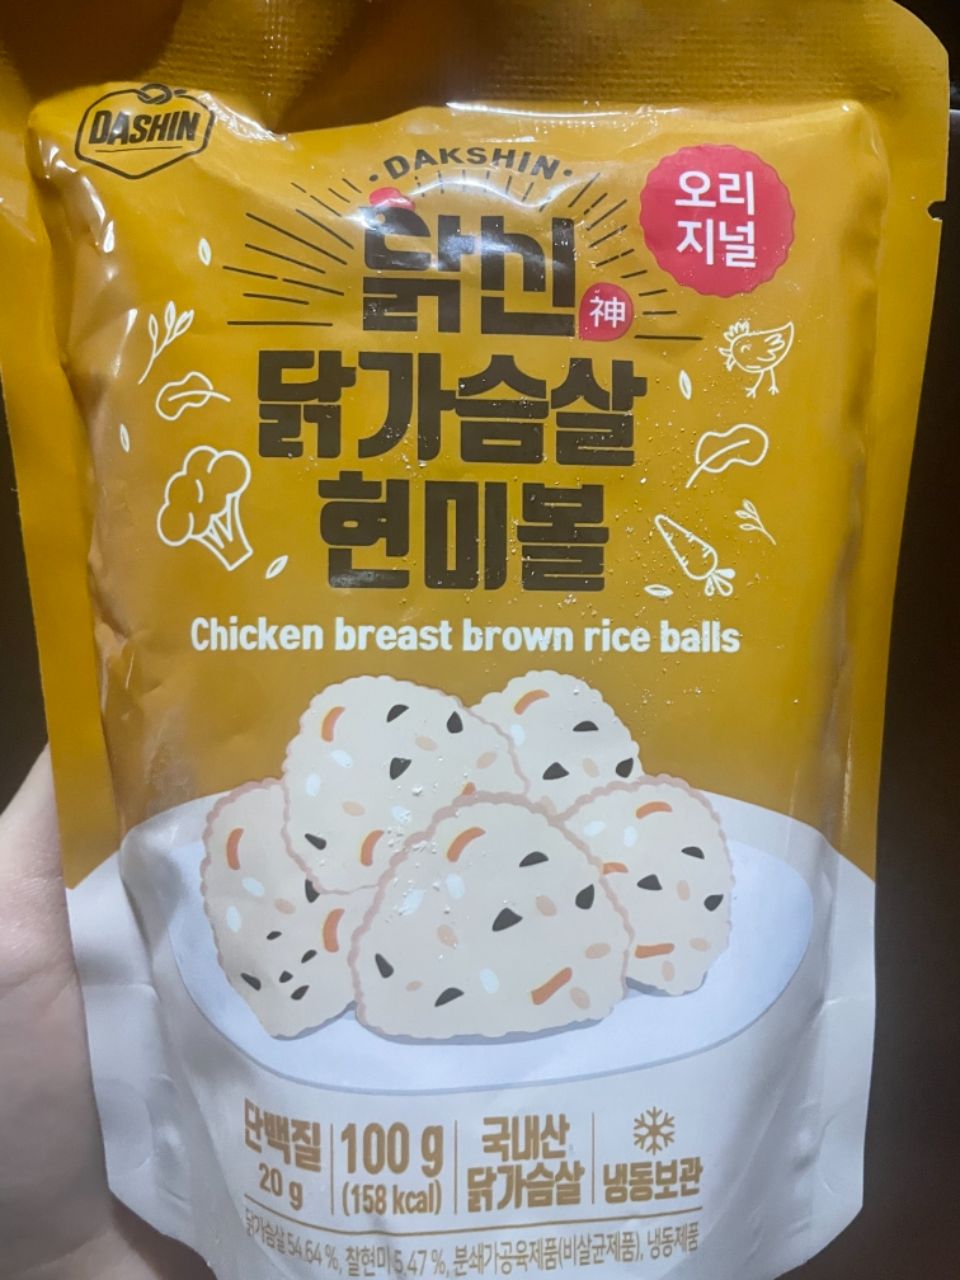 DASHIN
·DAKSHIN·
오리
지널
닭신
神
닭가슴살
현미볼
Chicken breast brown rice balls
단백질
20 g
100 g
(158 kcal)
국내산
닭가슴살
냉동보관
닭가슴살 54.64 %, 찰현미 5.47 %, 분쇄가공육제품(비살균제품), 냉동제품